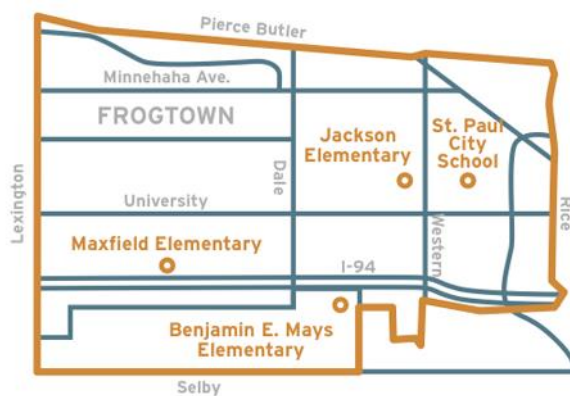 Pierce Butler
Minnehaha Ave.
FROGTOWN
Jackson
Elementary
St. Paul
City
School
Dale
Lexington
University
Western
Rice
Maxfield Elementary
I-94
Benjamin E. Mays
Elementary
Selby